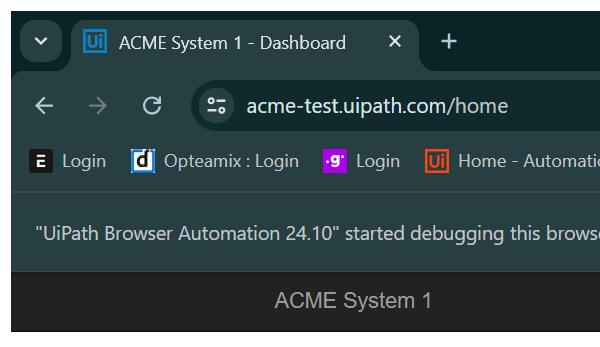 Ui ACME System 1 - Dashboard
acme-test.uipath.com/home
E Login d Opteamix : Login .g Login Ui Home - Automatic
"UiPath Browser Automation 24.10" started debugging this browse
ACME System 1